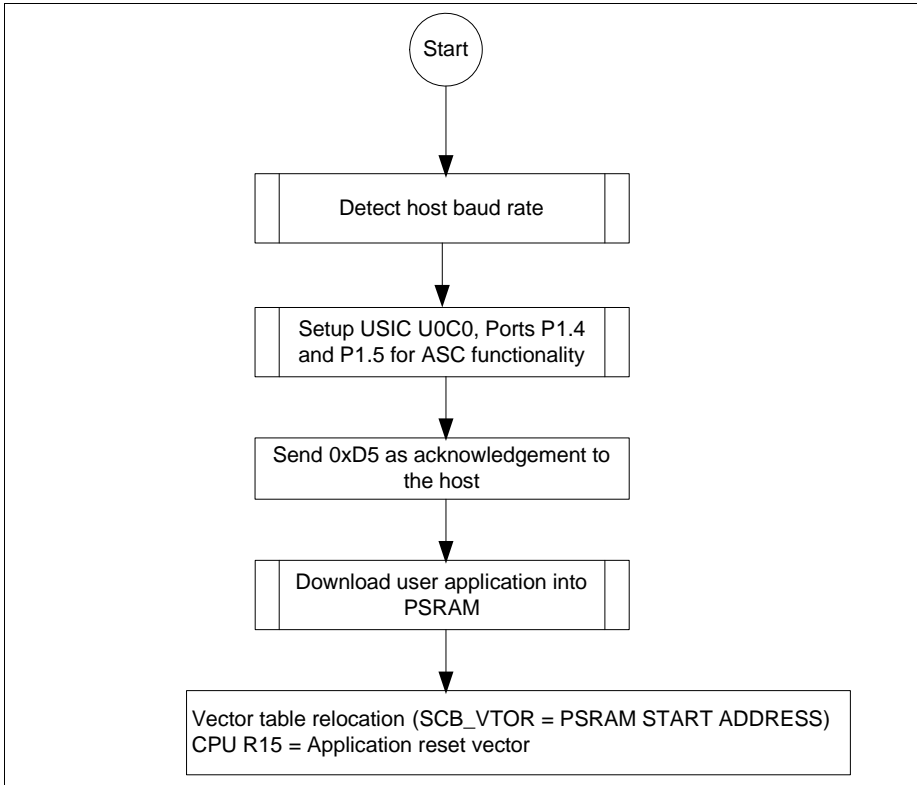 Start
Detect host baud rate
Setup USIC U0C0, Ports P1.4
and P1.5 for ASC functionality
Send 0xD5 as acknowledgement to
the host
Download user application into
PSRAM
Vector table relocation (SCB_VTOR = PSRAM START ADDRESS)
CPU R15 = Application reset vector